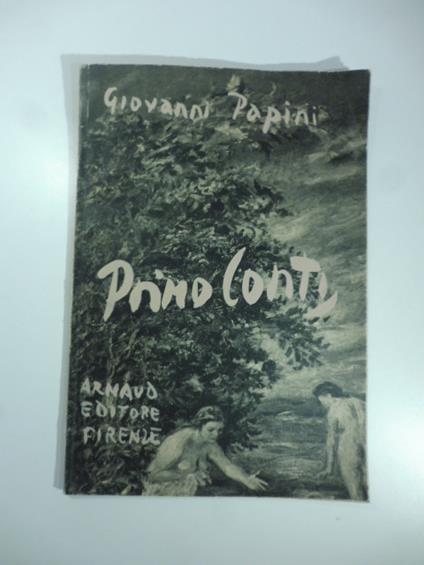 Giovanni Papini
Primo Conti
ARNAUD
EDITORE
FIRENZE